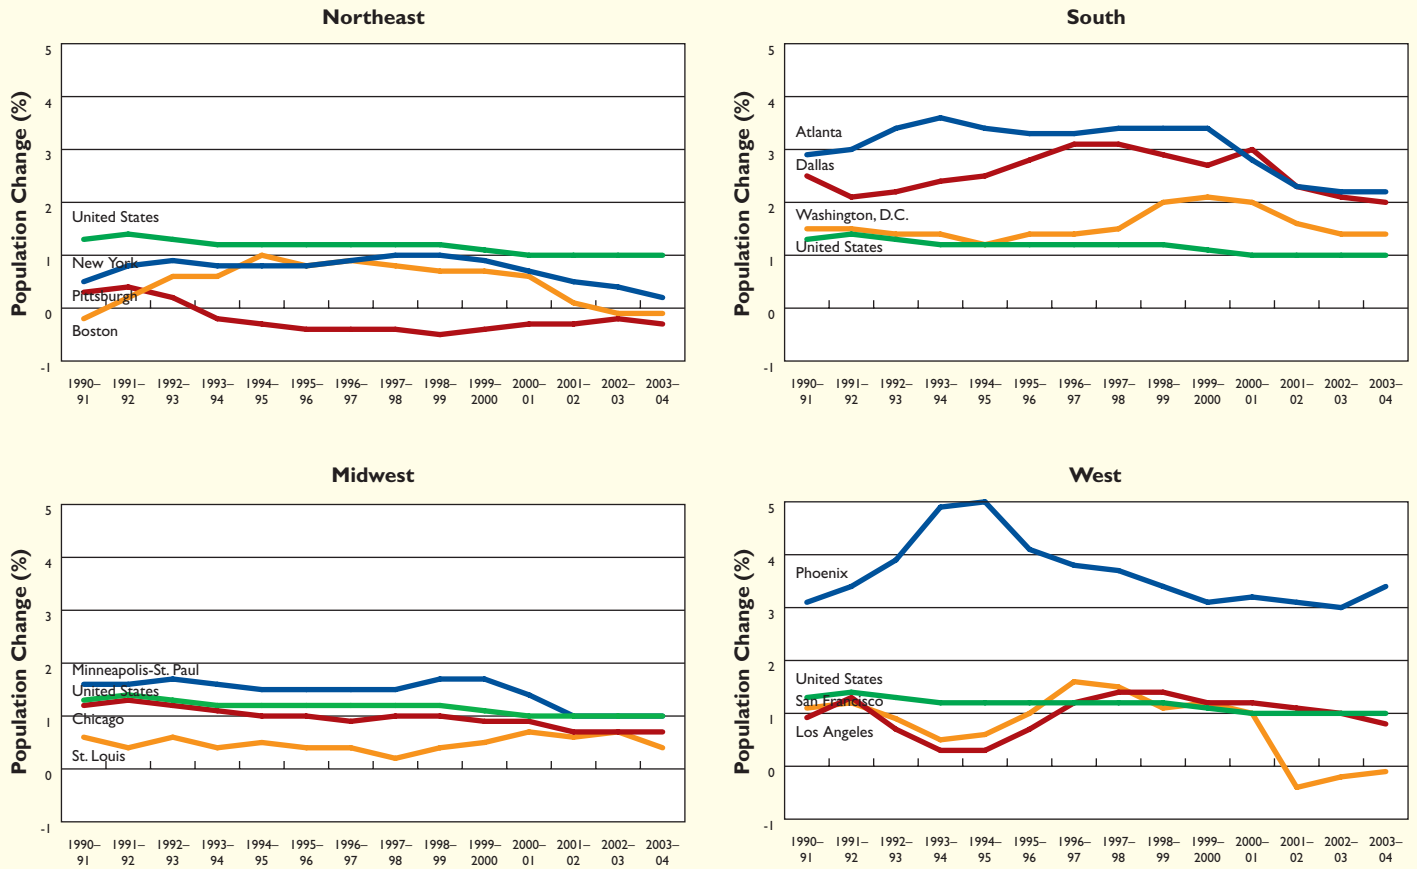 Northeast
Population Change (%)
5
4
3
2
1
0
-1
United States
New York
Pittsburgh
Boston
1990– 1991– 1992– 1993– 1994– 1995– 1996– 1997– 1998– 1999– 2000– 2001– 2002– 2003–
91 92 93 94 95 96 97 98 99 2000 01 02 03 04
South
Population Change (%)
5
4
3
2
1
0
-1
Atlanta
Dallas
Washington, D.C.
United States
1990– 1991– 1992– 1993– 1994– 1995– 1996– 1997– 1998– 1999– 2000– 2001– 2002– 2003–
91 92 93 94 95 96 97 98 99 2000 01 02 03 04
Midwest
Population Change (%)
5
4
3
2
1
0
-1
Minneapolis-St. Paul
United States
Chicago
St. Louis
1990– 1991– 1992– 1993– 1994– 1995– 1996– 1997– 1998– 1999– 2000– 2001– 2002– 2003–
91 92 93 94 95 96 97 98 99 2000 01 02 03 04
West
Population Change (%)
5
4
3
2
1
0
-1
Phoenix
United States
San Francisco
Los Angeles
1990– 1991– 1992– 1993– 1994– 1995– 1996– 1997– 1998– 1999– 2000– 2001– 2002– 2003–
91 92 93 94 95 96 97 98 99 2000 01 02 03 04